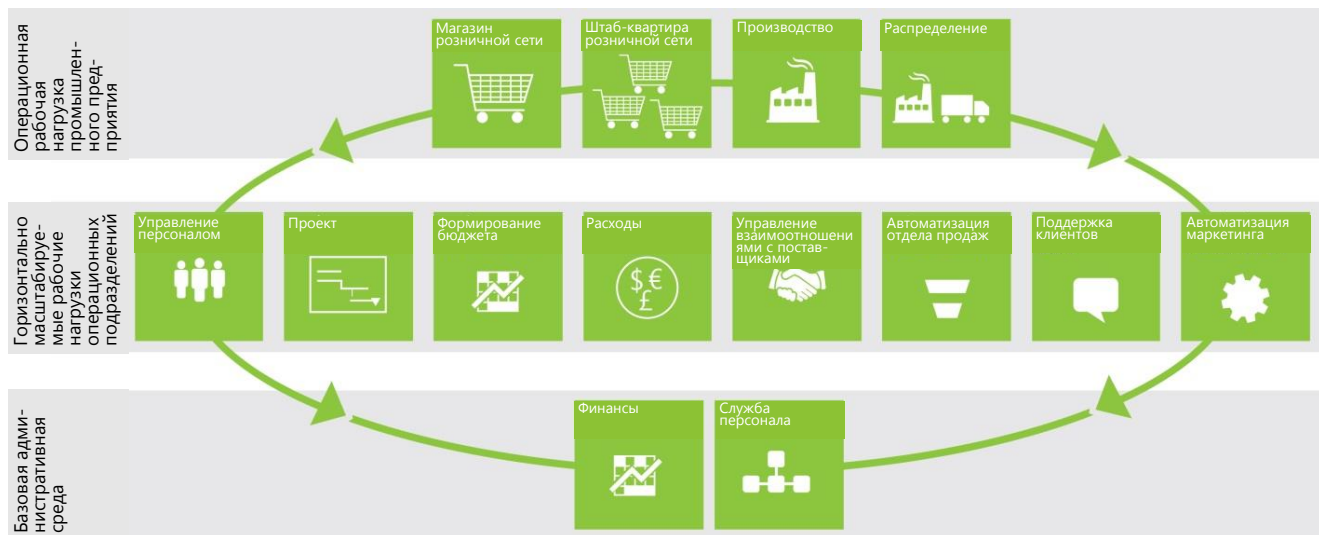 Операционная
рабочая
нагрузка
промышлен-
ного пред-
приятия
Магазин
розничной сети
Штаб-квартира
розничной сети
Производство
Распределение
Горизонтально
масштабируе-
мые рабочие
нагрузки
операционных
подразделений
Управление
персоналом
Проект
Формирование
бюджета
Расходы
Управление
взаимоотношени
ями с постав-
щиками
Автоматизация
отдела продаж
Поддержка
клиентов
Автоматизация
маркетинга
$ €
£
Базовая адми-
нистративная
среда
Финансы
Служба
персонала